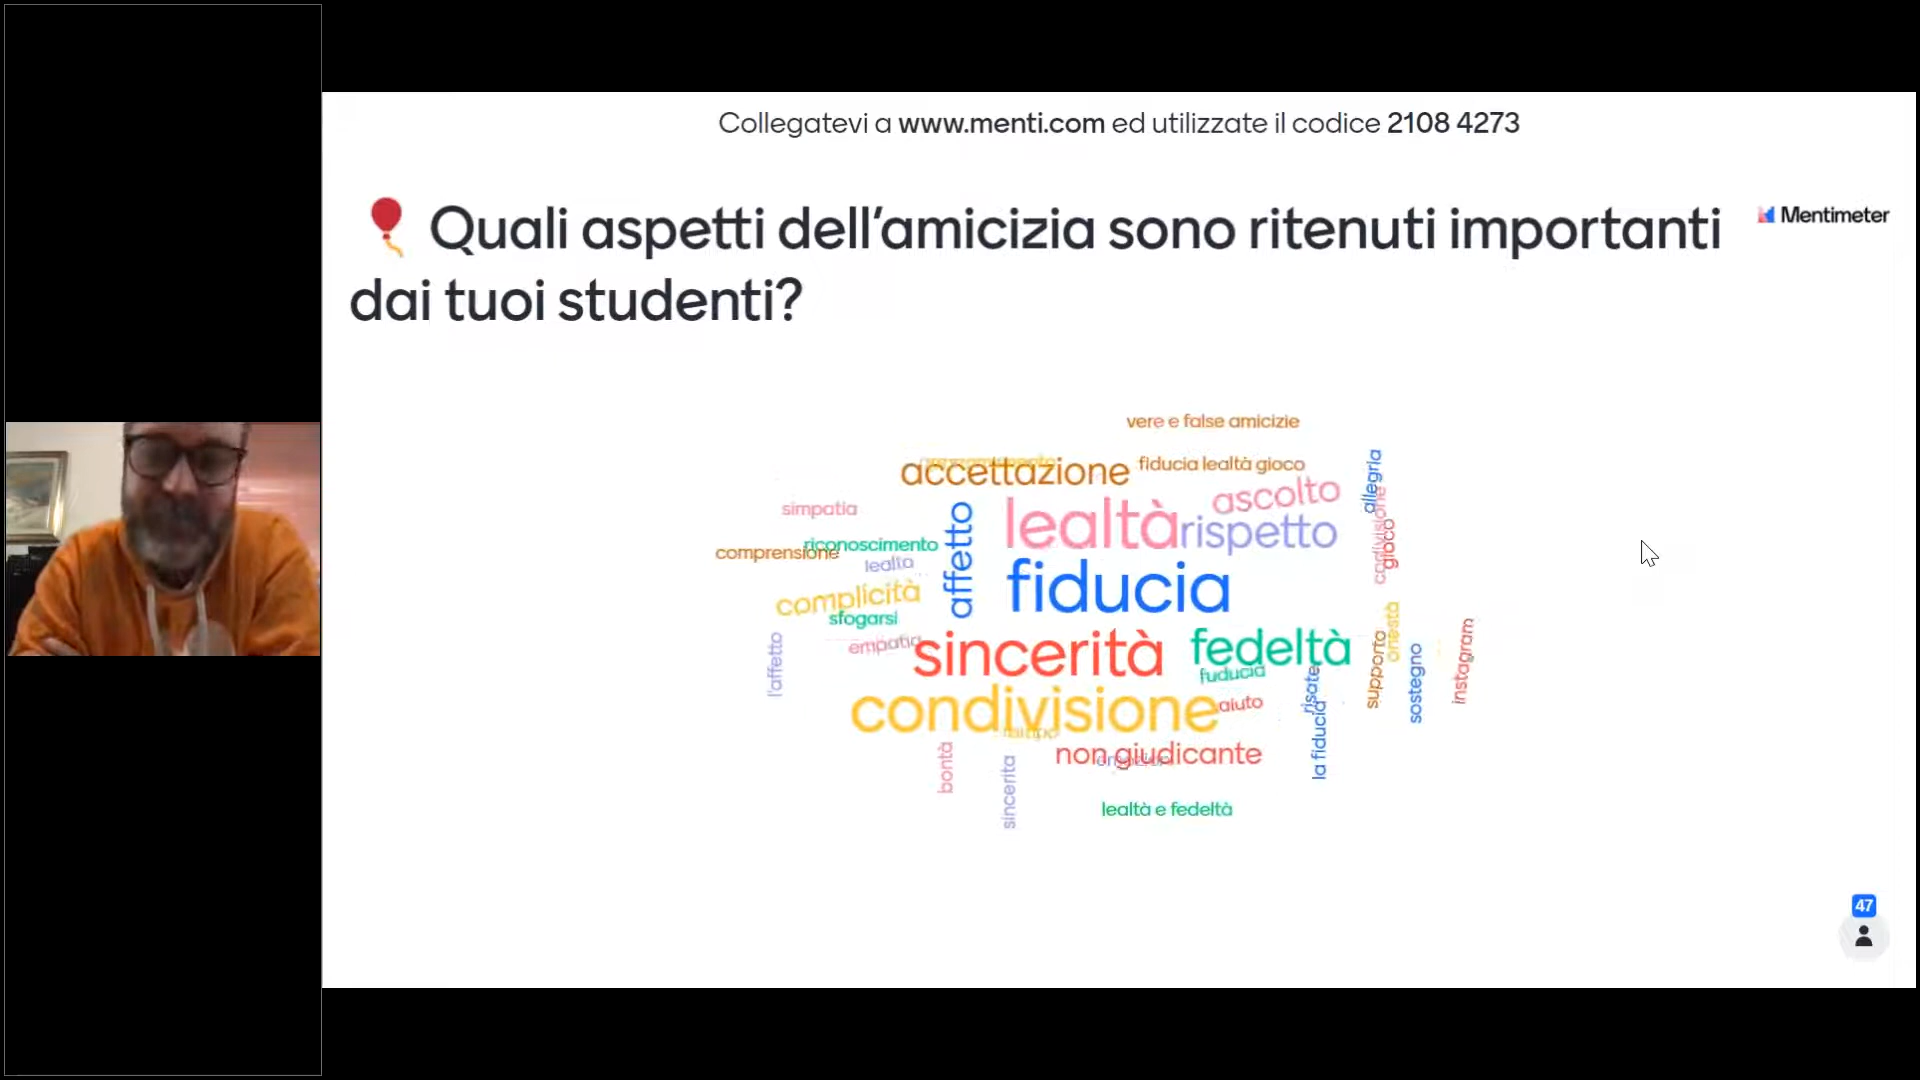 Collegatevi a www.menti.com ed utilizzate il codice 2108 4273
Quali aspetti dell'amicizia sono ritenuti importanti
dai tuoi studenti?
Mentimeter
vere e false amicizie
accettazione
fiducia lealtà gioco
allegria
ascolto
lealtà
rispetto
simpatia
affetto
condivisione
gioco
riconoscimento
comprensione
lealta
fiducia
complicità
sfogarsi
empatia
l'affetto
sincerità
fedeltà
fuducia
onestà
supporto
sostegno
instagram
risate
aiuto
condivisione
la fiducia
non giudicante
bontà
sincerita
lealtà e fedeltà
47